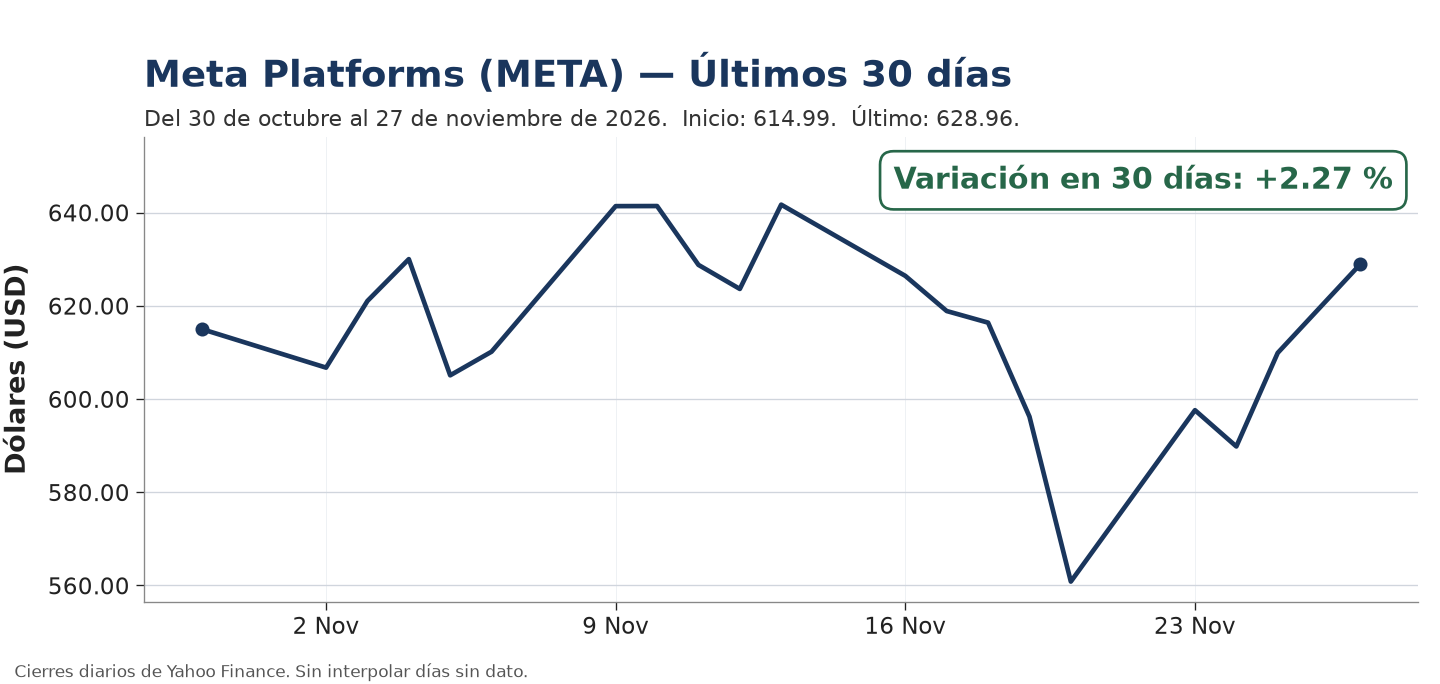 Meta Platforms (META) — Últimos 30 días
Del 30 de octubre al 27 de noviembre de 2026.  Inicio: 614.99.  Último: 628.96.
Variación en 30 días: +2.27 %
Dólares (USD)
640.00
620.00
600.00
580.00
560.00
2 Nov
9 Nov
16 Nov
23 Nov
Cierres diarios de Yahoo Finance. Sin interpolar días sin dato.